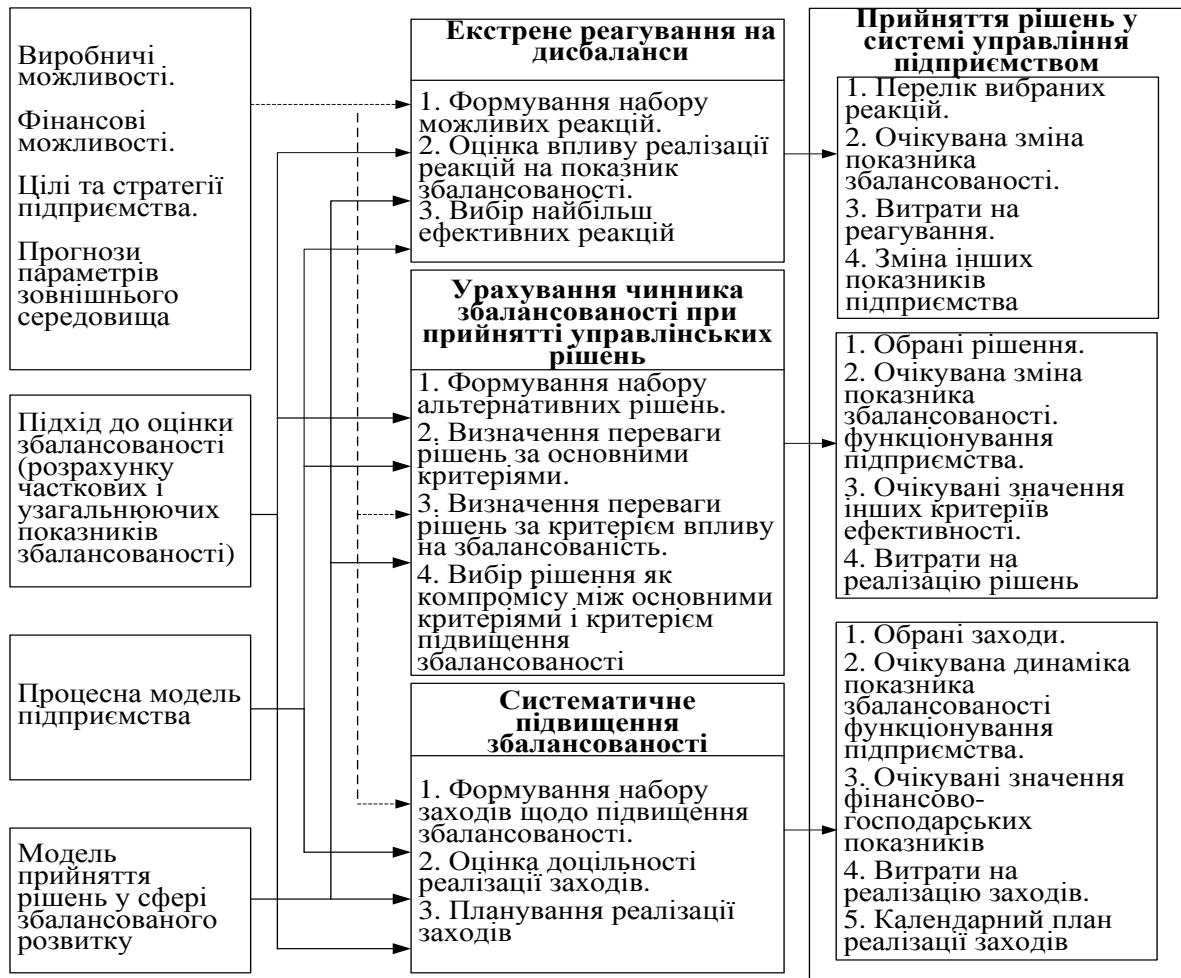 Виробничі
можливості.
Фінансові
можливості.
Цілі та стратегії
підприємства.
Прогнози
параметрів
зовнішнього
середовища
Підхід до оцінки
збалансованості
(розрахунку
часткових і
узагальнюючих
показників
збалансованості)
Процесна модель
підприємства
Модель
прийняття
рішень у сфері
збалансованого
розвитку
Екстрене реагування на
дисбаланси
1. Формування набору
можливих реакцій.
2. Оцінка впливу реалізації
реакцій на показник
збалансованості.
3. Вибір найбільш
ефективних реакцій
Урахування чинника
збалансованості при
прийнятті управлінських
рішень
1. Формування набору
альтернативних рішень.
2. Визначення переваги
рішень за основними
критеріями.
3. Визначення переваги
рішень за критерієм впливу
на збалансованість.
4. Вибір рішення як
компромісу між основними
критеріями і критерієм
підвищення
збалансованості
Систематичне
підвищення
збалансованості
1. Формування набору
заходів щодо підвищення
збалансованості.
2. Оцінка доцільності
реалізації заходів.
3. Планування реалізації
заходів
Прийняття рішень у
системі управління
підприємством
1. Перелік вибраних
реакцій.
2. Очікувана зміна
показника
збалансованості.
3. Витрати на
реагування.
4. Зміна інших
показників
підприємства
1. Обрані рішення.
2. Очікувана зміна
показника
збалансованості.
функціонування
підприємства.
3. Очікувані значення
інших критеріїв
ефективності.
4. Витрати на
реалізацію рішень
1. Обрані заходи.
2. Очікувана динаміка
показника
збалансованості
функціонування
підприємства.
3. Очікувані значення
фінансово-
господарських
показників
4. Витрати на
реалізацію заходів.
5. Календарний план
реалізації заходів